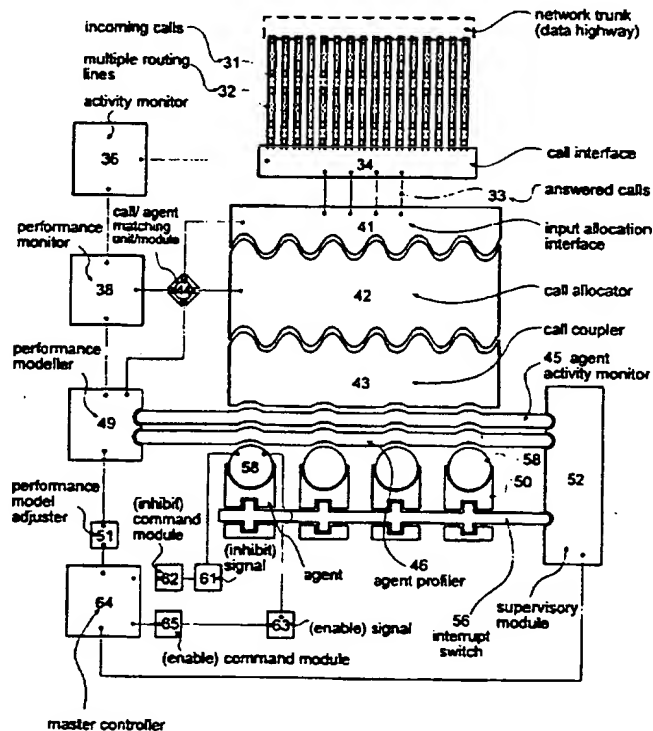 network trunk
(data highway)
incoming calls
31
multiple routing
lines
32
activity monitor
36
34
call interface
call/ agent
matching
unit/module
33
answered calls
41
input allocation
interface
performance
monitor
38
44
42
call allocator
call coupler
performance
modeller
43
45 agent
activity monitor
49
58
58
50
52
performance
model
adjuster
51
(inhibit)
command
module
(inhibit)
signal
62
61
agent
46
agent profiler
56
interrupt
switch
supervisory
module
64
65
63
(enable) signal
(enable) command module
master controller